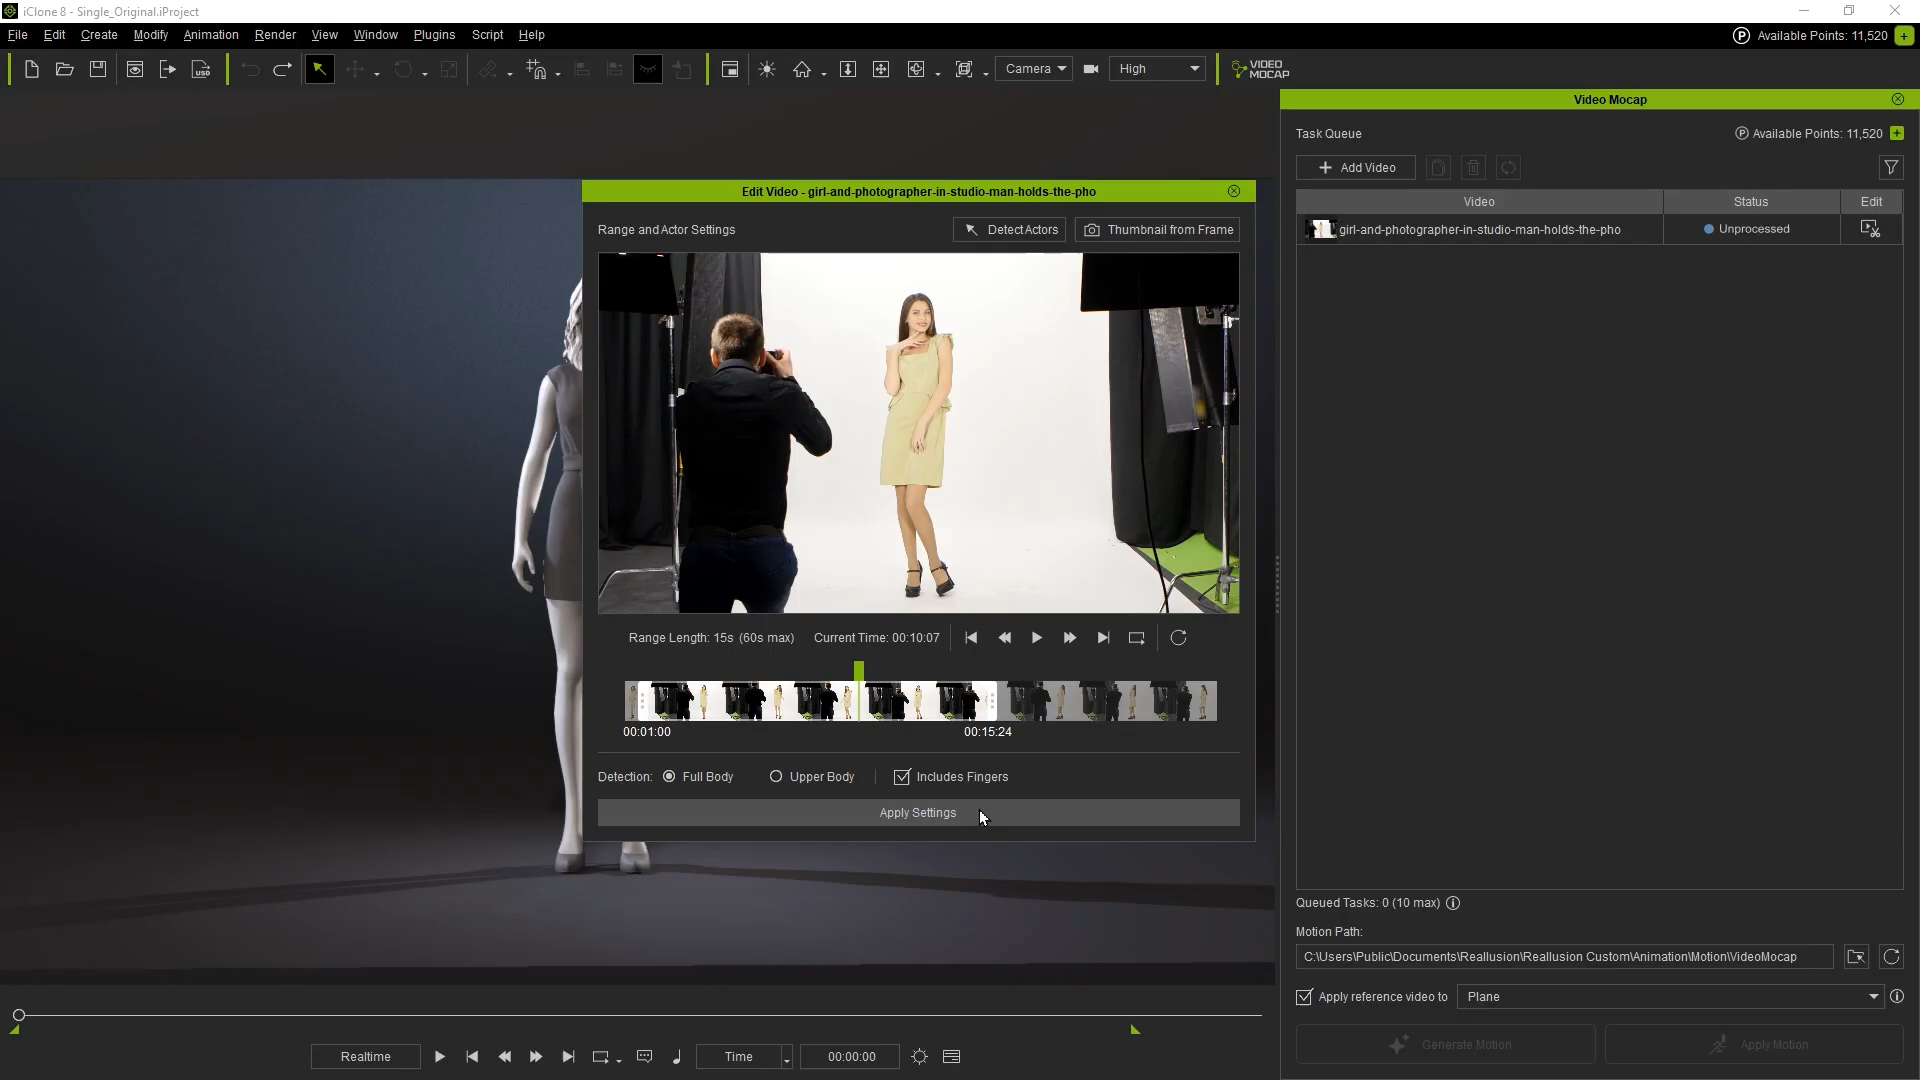 iClone 8 - Single_Original.iProject
File Edit Create Modify Animation Render View Window Plugins Script Help
Available Points: 11,520
USD
Camera
High
VIDEO
MOCAP
Video Mocap
Task Queue
Available Points: 11,520
Add Video
Video Status Edit
girl-and-photographer-in-studio-man-holds-the-pho Unprocessed
Edit Video - girl-and-photographer-in-studio-man-holds-the-pho
Range and Actor Settings
Detect Actors
Thumbnail from Frame
Range Length: 15s (60s max) Current Time: 00:10:07
00:01:00 00:15:24
Detection: Full Body Upper Body Includes Fingers
Apply Settings
Queued Tasks: 0 (10 max)
Motion Path:
C:\Users\Public\Documents\Reallusion\Reallusion Custom\Animation\Motion\VideoMocap
Apply reference video to Plane
Generate Motion Apply Motion
Realtime Time 00:00:00